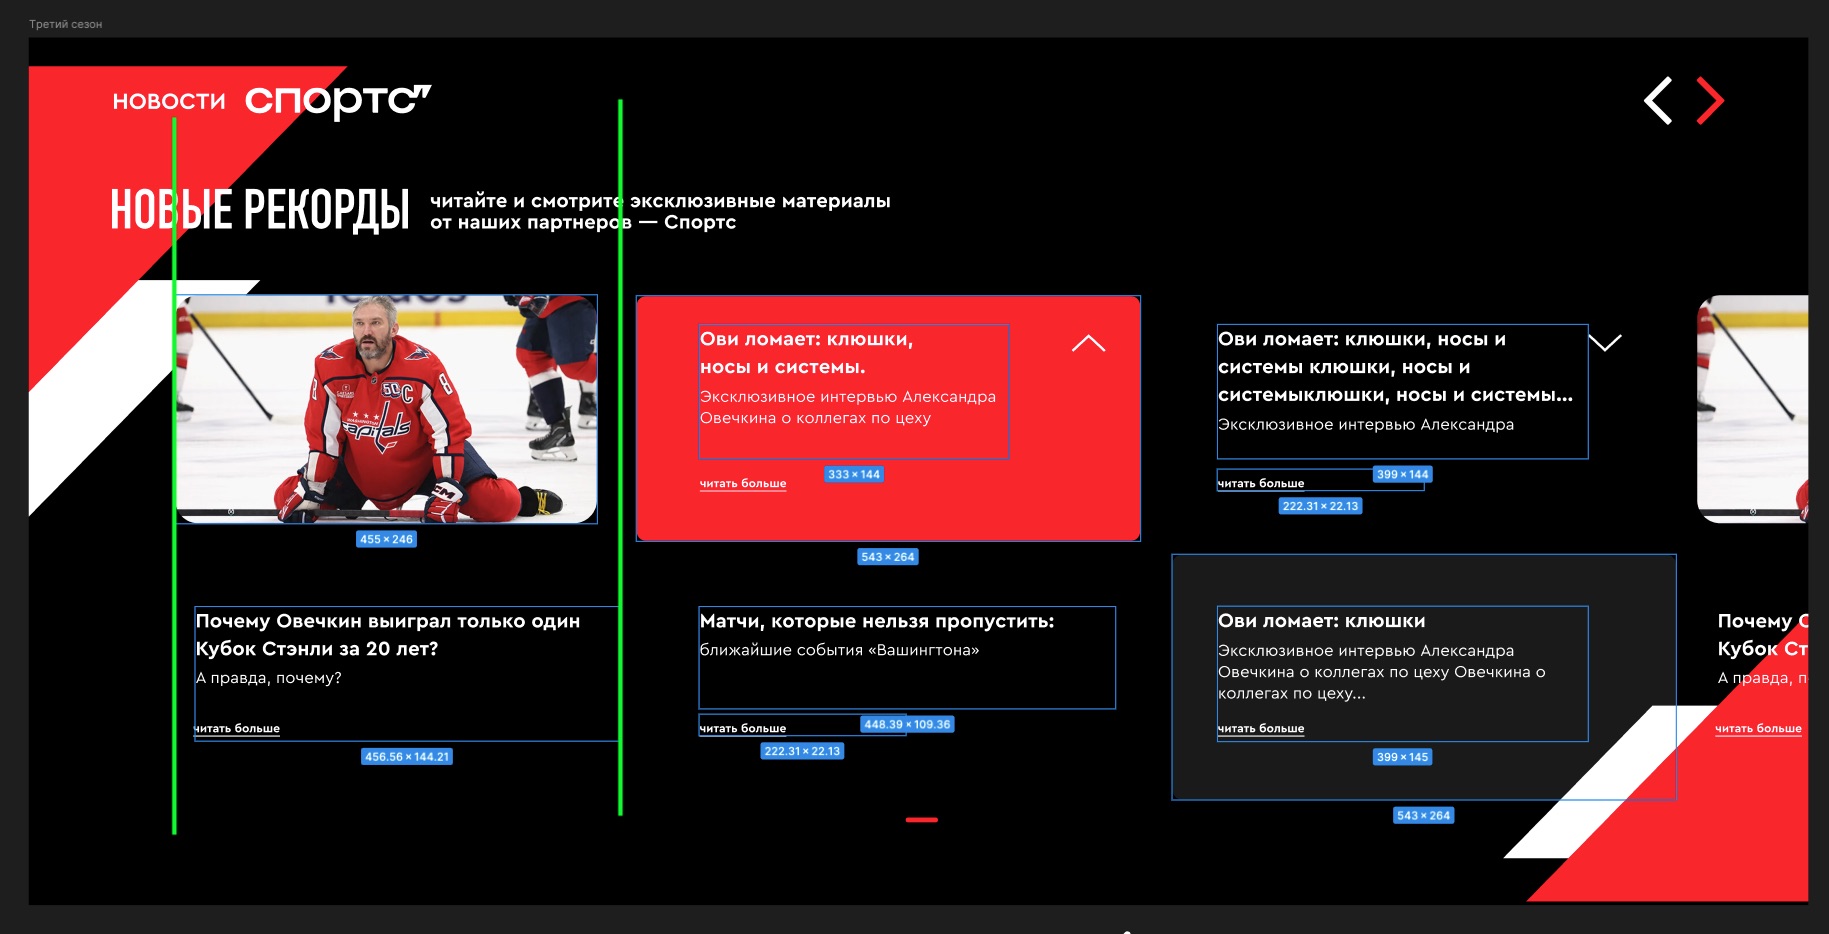 Третий сезон
НОВОСТИ спортс”
НОВЫЕ РЕКОРДЫ
читайте и смотрите эксклюзивные материалы
от наших партнеров — Спортс
capitals
WASHINGTON
8
50
C
8
CCM
455 × 246
Ови ломает: клюшки,
носы и системы.
Эксклюзивное интервью Александра
Овечкина о коллегах по цеху
333 × 144
читать больше
543 × 264
Ови ломает: клюшки, носы и
системы клюшки, носы и
системыклюшки, носы и системы...
Эксклюзивное интервью Александра
399 × 144
читать больше
222.31 × 22.13
Почему Овечкин выиграл только один
Кубок Стэнли за 20 лет?
А правда, почему?
читать больше
456.56 × 144.21
Матчи, которые нельзя пропустить:
ближайшие события «Вашингтона»
448.39 × 109.36
читать больше
222.31 × 22.13
Ови ломает: клюшки
Эксклюзивное интервью Александра
Овечкина о коллегах по цеху Овечкина о
коллегах по цеху...
читать больше
399 × 145
543 × 264
Почему
Кубок Ст
А правда, п
читать больше